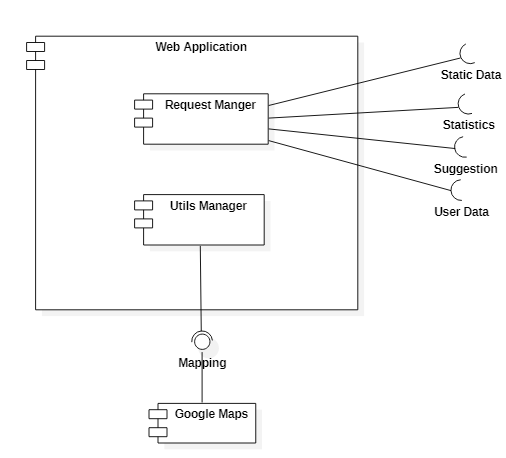 Web Application
Request Manger
Static Data
Statistics
Suggestion
User Data
Utils Manager
Mapping
Google Maps